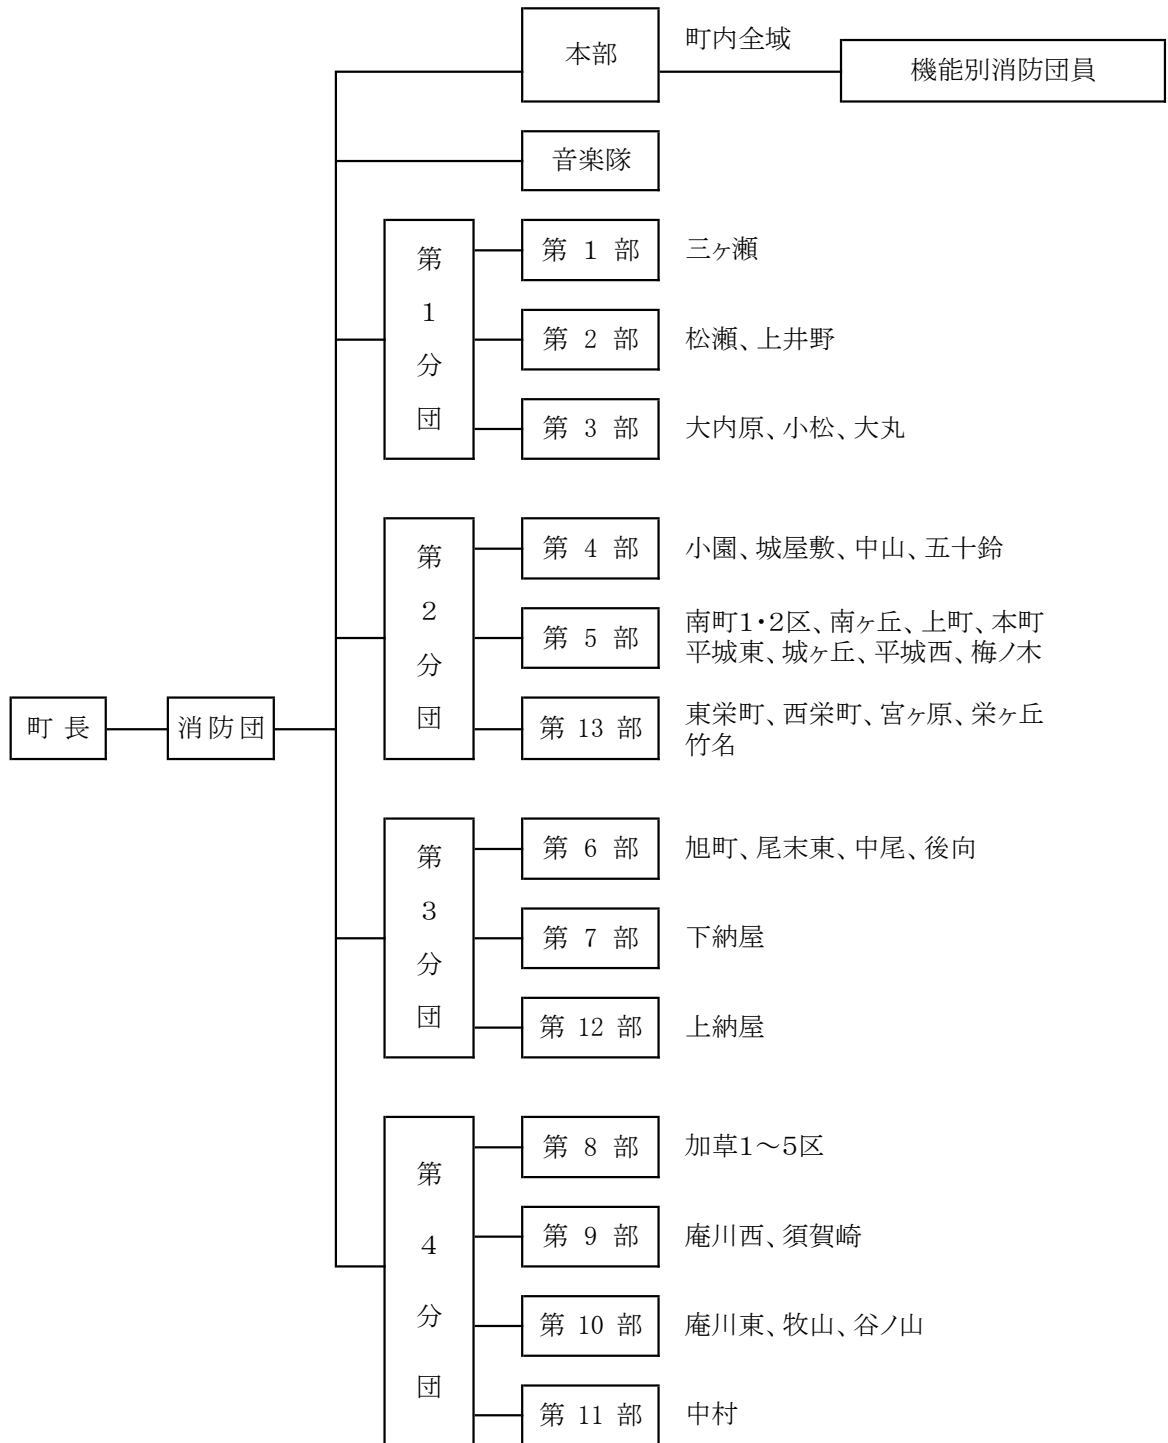 本部
町内全域
機能別消防団員
音楽隊
第1分団
第 1 部
三ヶ瀬
第 2 部
松瀬、上井野
第 3 部
大内原、小松、大丸
第2分団
第 4 部
小園、城屋敷、中山、五十鈴
第 5 部
南町1・2区、南ヶ丘、上町、本町
平城東、城ヶ丘、平城西、梅ノ木
第 13 部
東栄町、西栄町、宮ヶ原、栄ヶ丘
竹名
町 長
消防団
第3分団
第 6 部
旭町、尾末東、中尾、後向
第 7 部
下納屋
第 12 部
上納屋
第4分団
第 8 部
加草1～5区
第 9 部
庵川西、須賀崎
第 10 部
庵川東、牧山、谷ノ山
第 11 部
中村